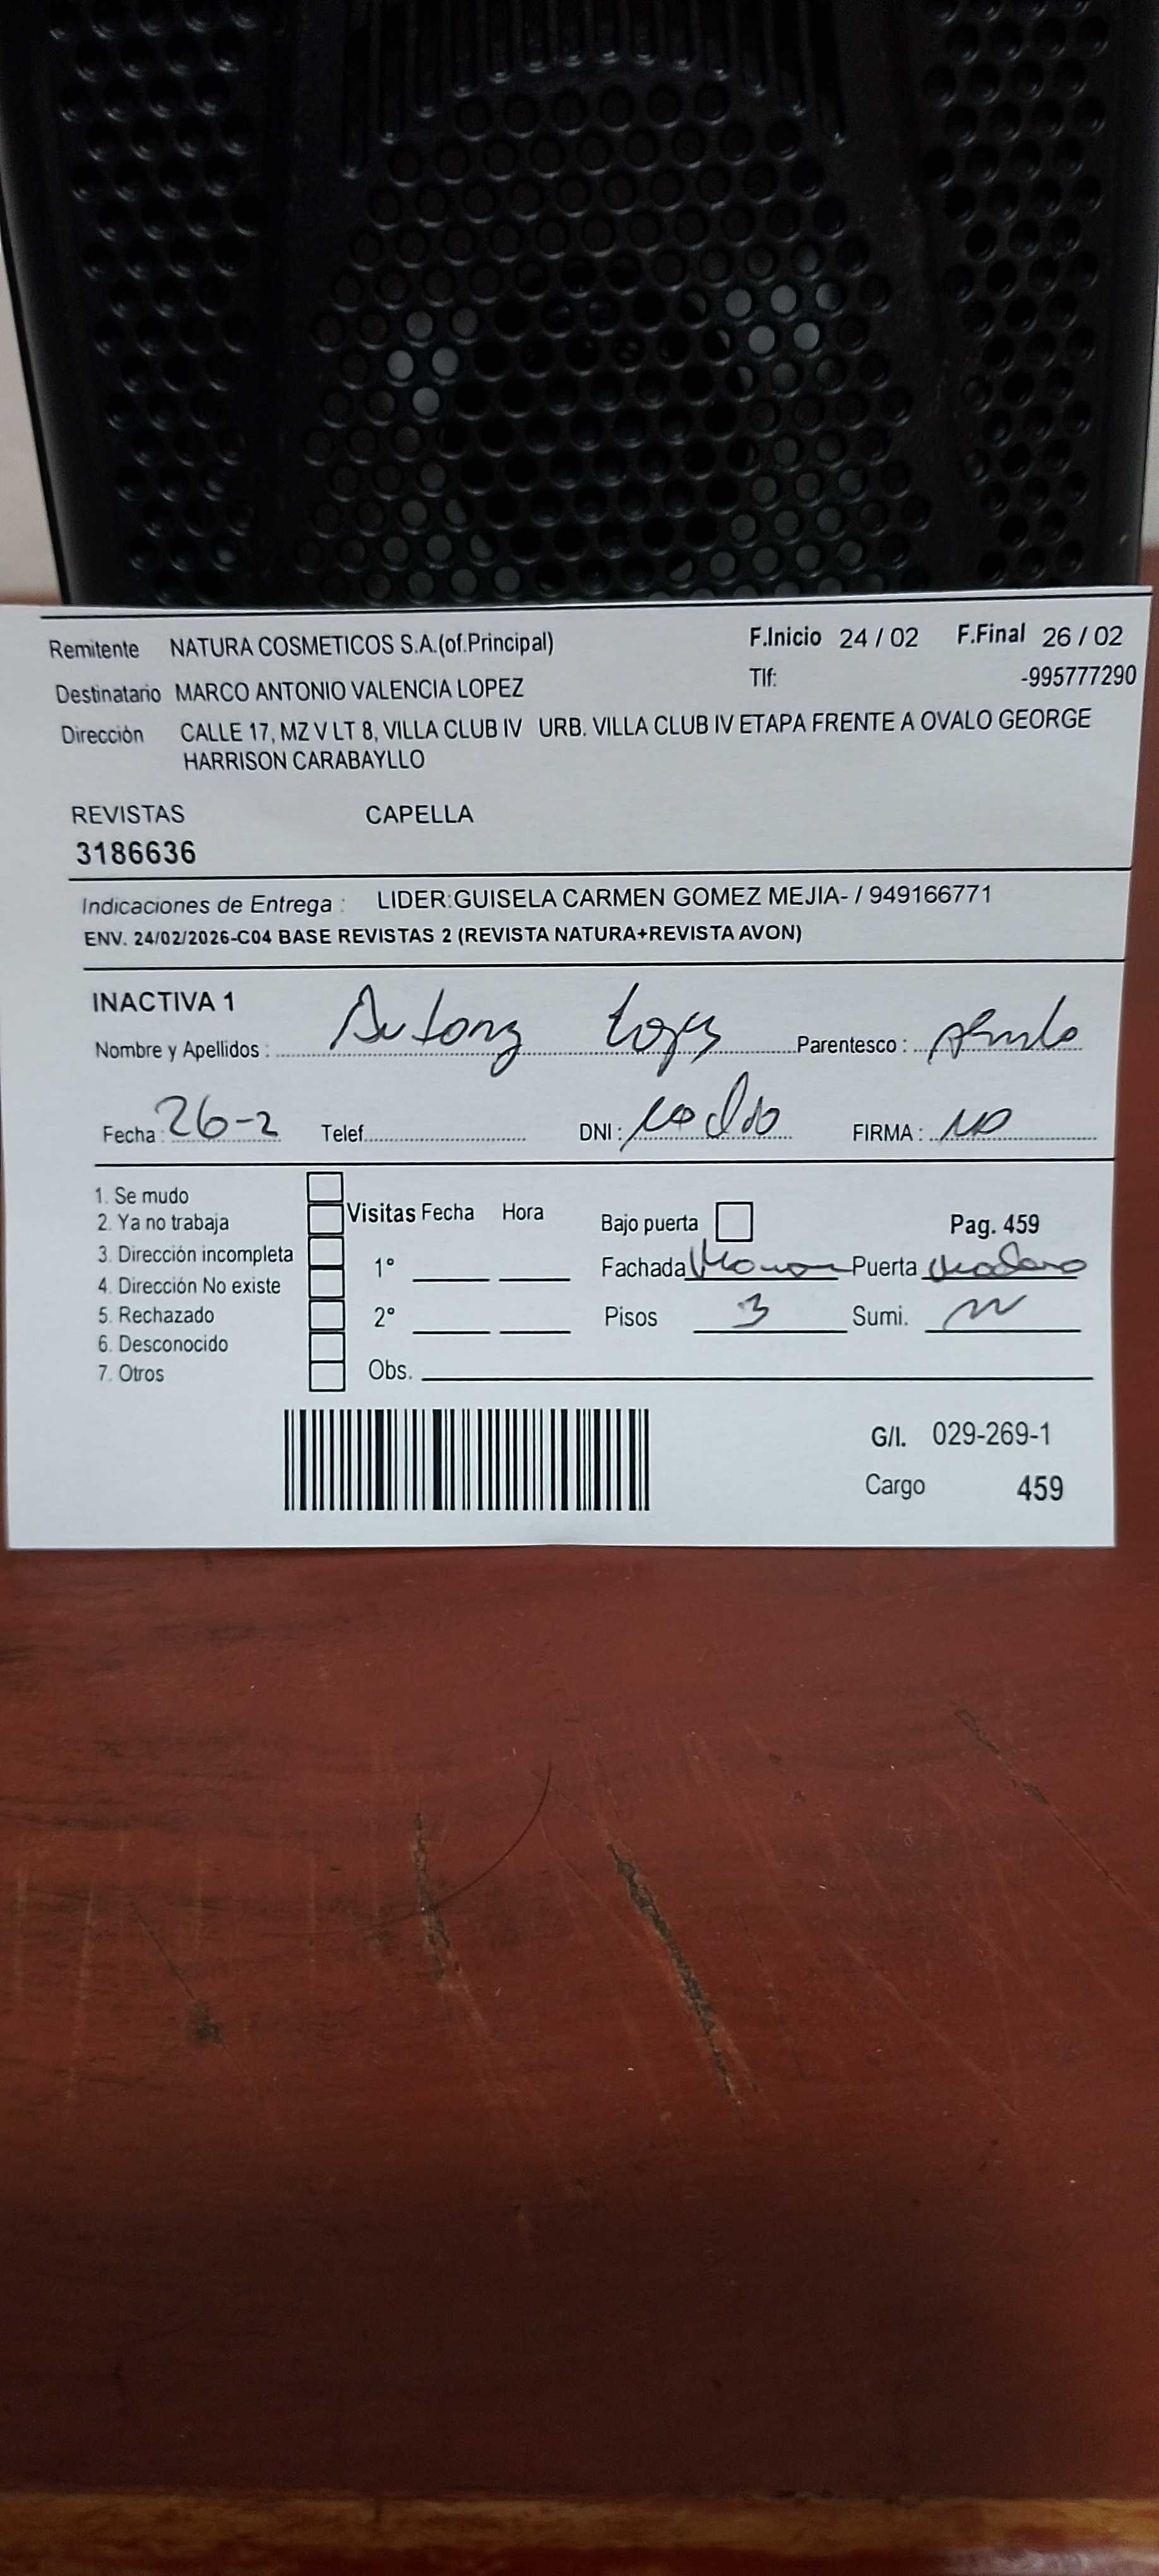 Remitente NATURA COSMETICOS S.A.(of.Principal) F.Inicio 24 / 02 F.Final 26 / 02
Destinatario MARCO ANTONIO VALENCIA LOPEZ Tlf: -995777290
Dirección CALLE 17, MZ V LT 8, VILLA CLUB IV URB. VILLA CLUB IV ETAPA FRENTE A OVALO GEORGE
HARRISON CARABAYLLO
REVISTAS CAPELLA
3186636
Indicaciones de Entrega : LIDER:GUISELA CARMEN GOMEZ MEJIA- / 949166771
ENV. 24/02/2026-C04 BASE REVISTAS 2 (REVISTA NATURA+REVISTA AVON)
INACTIVA 1
Nombre y Apellidos : Parentesco :
Fecha : 26-2 Telef. DNI : FIRMA : NO
1. Se mudo
2. Ya no trabaja Visitas Fecha Hora Bajo puerta Pag. 459
3. Dirección incompleta 1° Fachada Puerta
4. Dirección No existe
5. Rechazado 2° Pisos 3 Sumi.
6. Desconocido
7. Otros Obs.
G/I. 029-269-1
Cargo 459